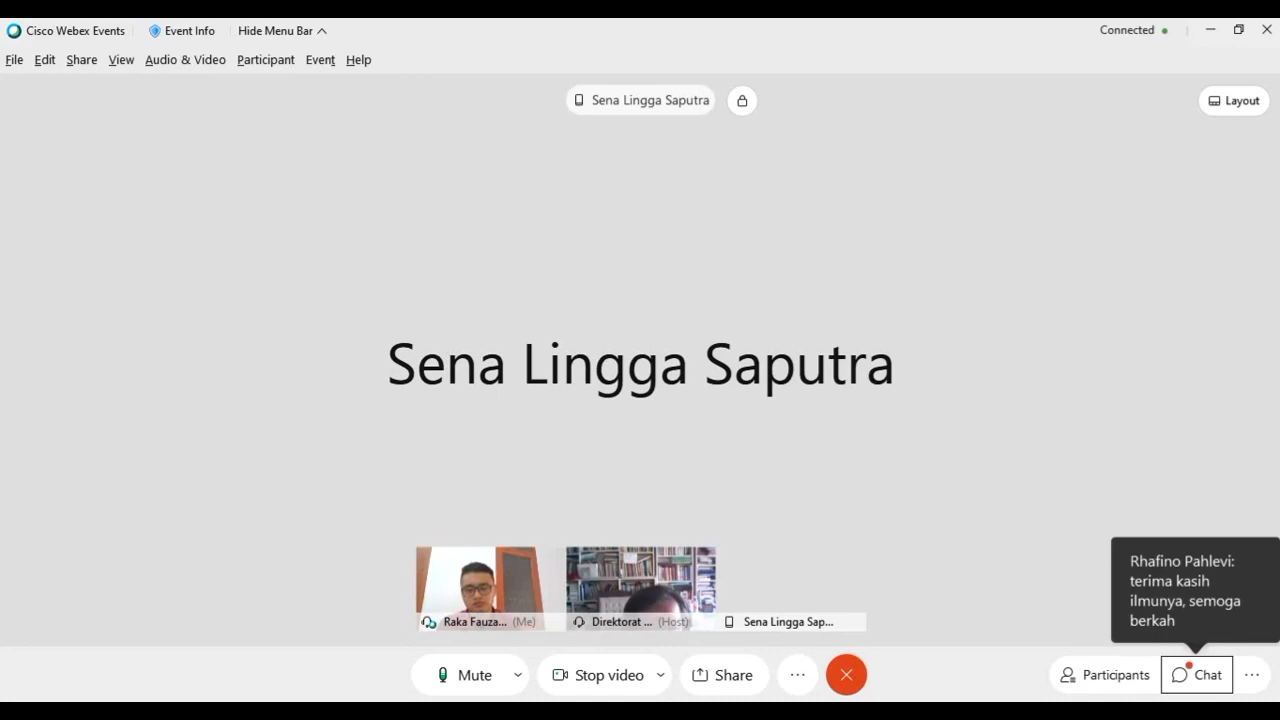 Cisco Webex Events
Event Info
Hide Menu Bar
Connected
File Edit Share View Audio & Video Participant Event Help
Sena Lingga Saputra
Layout
Sena Lingga Saputra
Rhafino Pahlevi:
terima kasih
ilmunya, semoga
berkah
Raka Fauza... (Me)
Direktorat ... (Host)
Sena Lingga Sap...
Mute
Stop video
Share
Participants
Chat